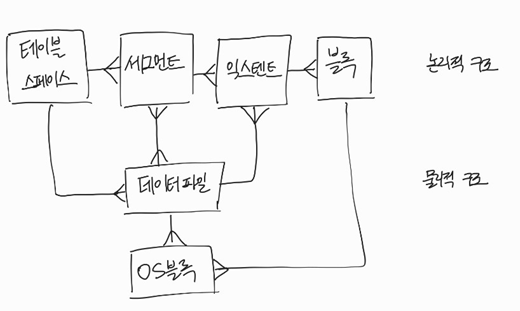 테이블
스페이스
세그먼트
익스텐트
블록
논리적 구조
데이터 파일
물리적 구조
OS블록